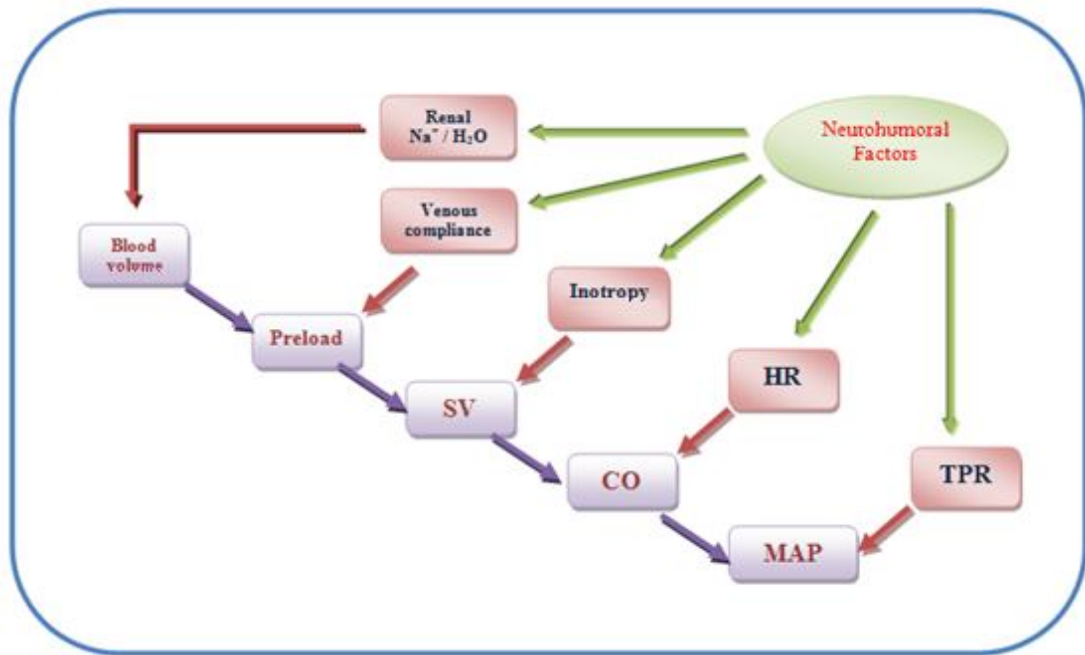 Renal
Na⁺ / H₂O
Neurohumoral
Factors
Venous
compliance
Blood
volume
Inotropy
Preload
HR
SV
CO
TPR
MAP